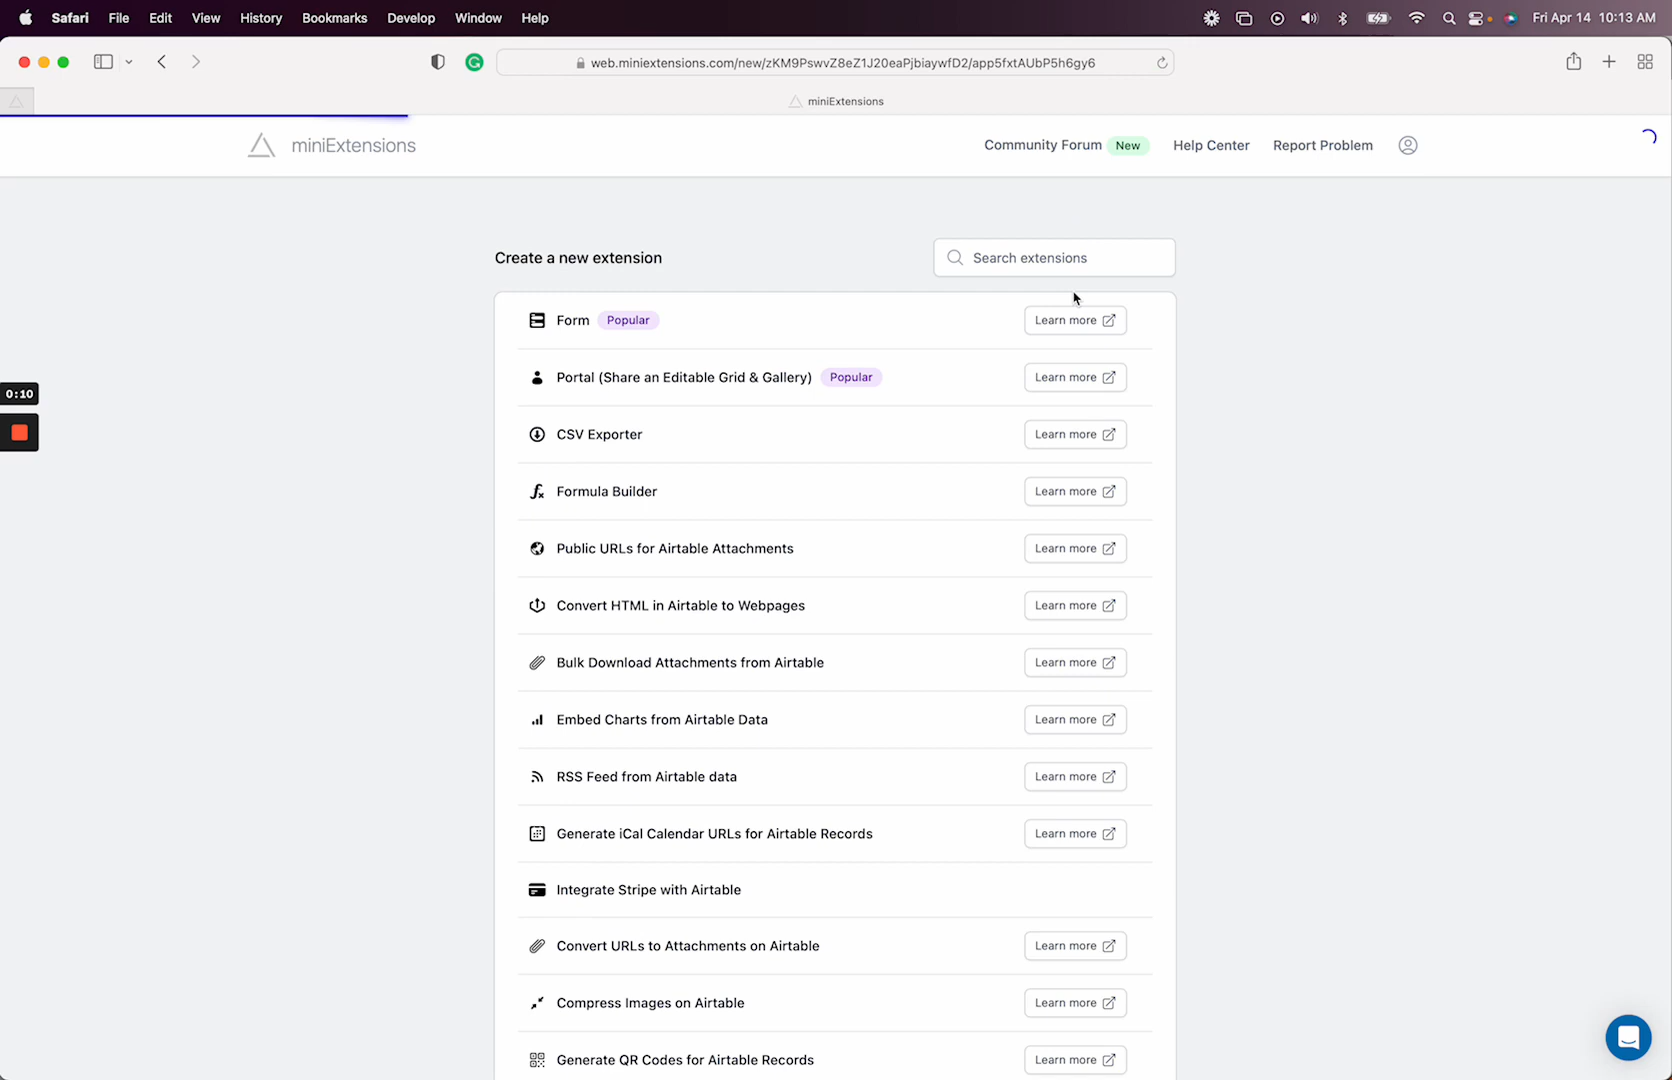 Safari File Edit View History Bookmarks Develop Window Help Fri Apr 14 10:13 AM
web.miniextensions.com/new/zKM9PswvZ8eZ1J20eaPjbiaywfD2/app5fxtAUbP5h6gy6
miniExtensions
miniExtensions Community Forum New Help Center Report Problem
Create a new extension Search extensions
Form Popular Learn more
Portal (Share an Editable Grid & Gallery) Popular Learn more
0:10
CSV Exporter Learn more
Formula Builder Learn more
Public URLs for Airtable Attachments Learn more
Convert HTML in Airtable to Webpages Learn more
Bulk Download Attachments from Airtable Learn more
Embed Charts from Airtable Data Learn more
RSS Feed from Airtable data Learn more
Generate iCal Calendar URLs for Airtable Records Learn more
Integrate Stripe with Airtable
Convert URLs to Attachments on Airtable Learn more
Compress Images on Airtable Learn more
Generate QR Codes for Airtable Records Learn more